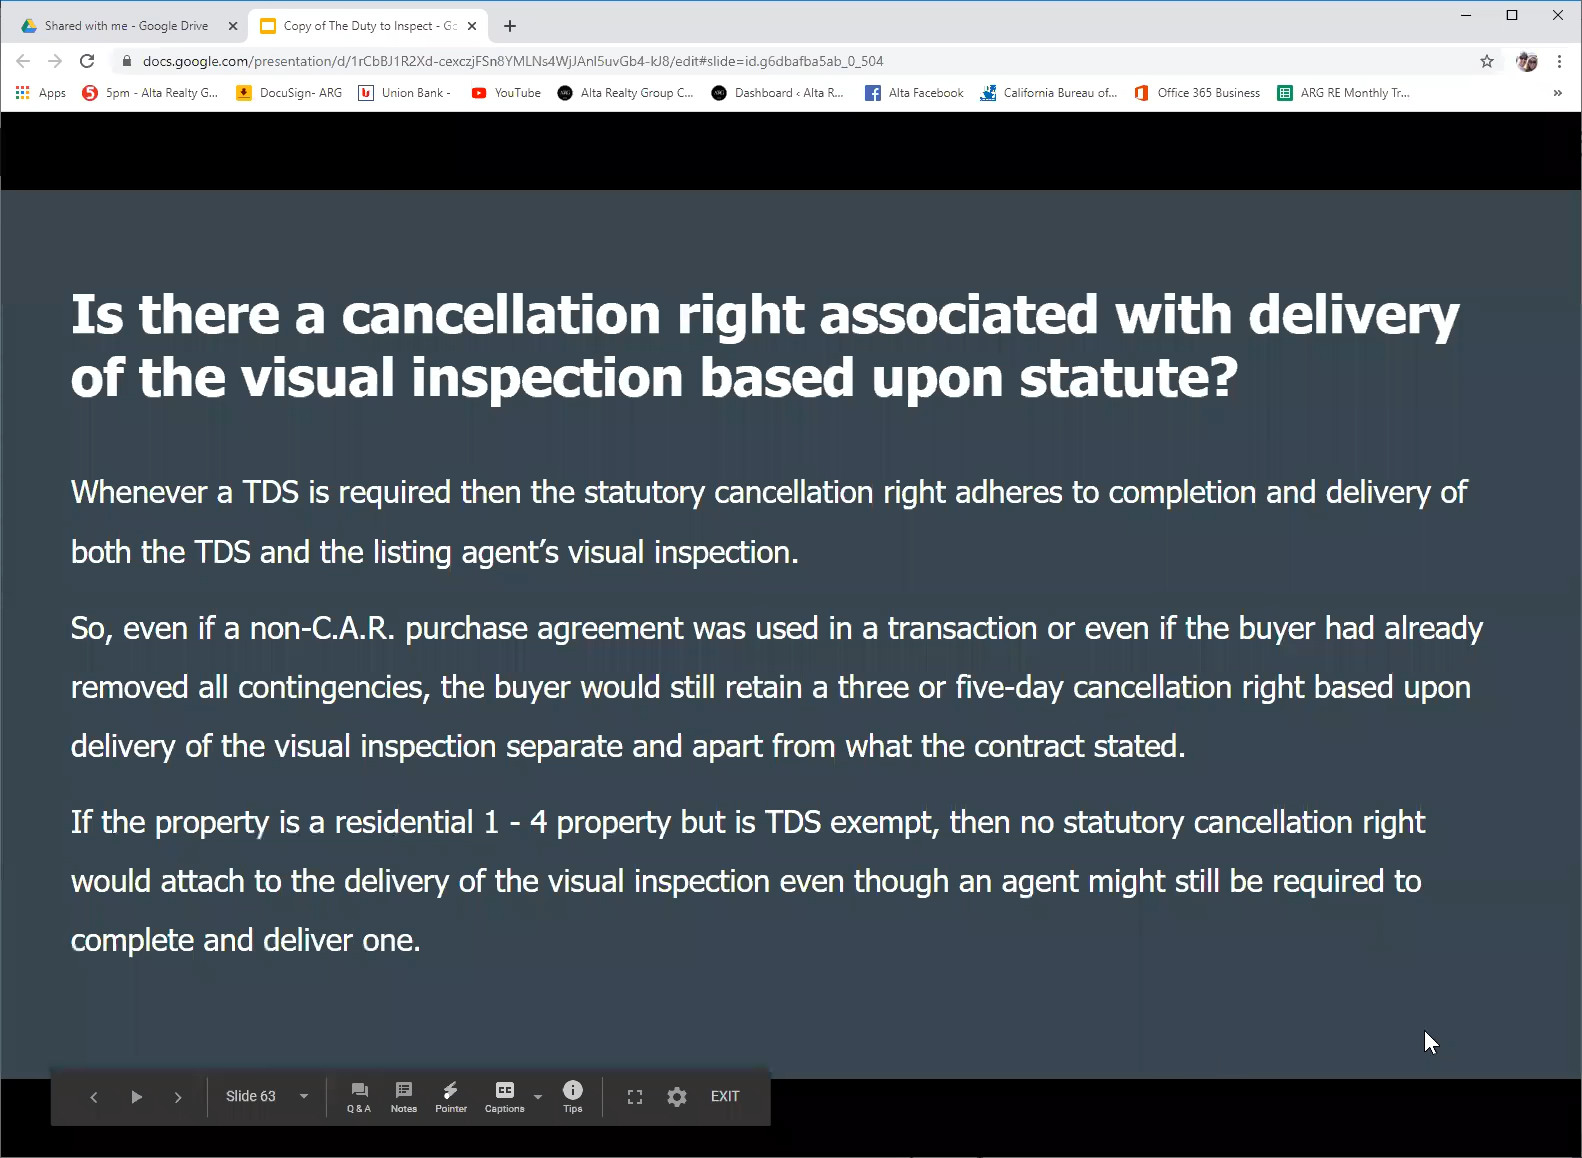 Shared with me - Google Drive
Copy of The Duty to Inspect - Go
docs.google.com/presentation/d/1rCbBJ1R2Xd-cexczjFSn8YMLNs4WjJAnI5uvGb4-kJ8/edit#slide=id.g6dbafba5ab_0_504
Apps 5pm - Alta Realty G... DocuSign- ARG Union Bank - YouTube Alta Realty Group C... Dashboard ‹ Alta R... Alta Facebook California Bureau of... Office 365 Business ARG RE Monthly Tr... »
Is there a cancellation right associated with delivery
of the visual inspection based upon statute?
Whenever a TDS is required then the statutory cancellation right adheres to completion and delivery of
both the TDS and the listing agent’s visual inspection.
So, even if a non-C.A.R. purchase agreement was used in a transaction or even if the buyer had already
removed all contingencies, the buyer would still retain a three or five-day cancellation right based upon
delivery of the visual inspection separate and apart from what the contract stated.
If the property is a residential 1 - 4 property but is TDS exempt, then no statutory cancellation right
would attach to the delivery of the visual inspection even though an agent might still be required to
complete and deliver one.
Slide 63 Q & A Notes Pointer Captions Tips EXIT